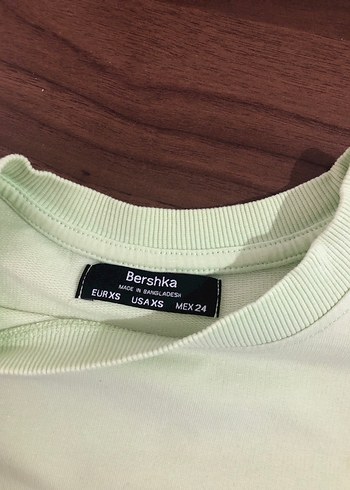 Bershka
MADE IN BANGLADESH
EUR XS USA XS MEX 24